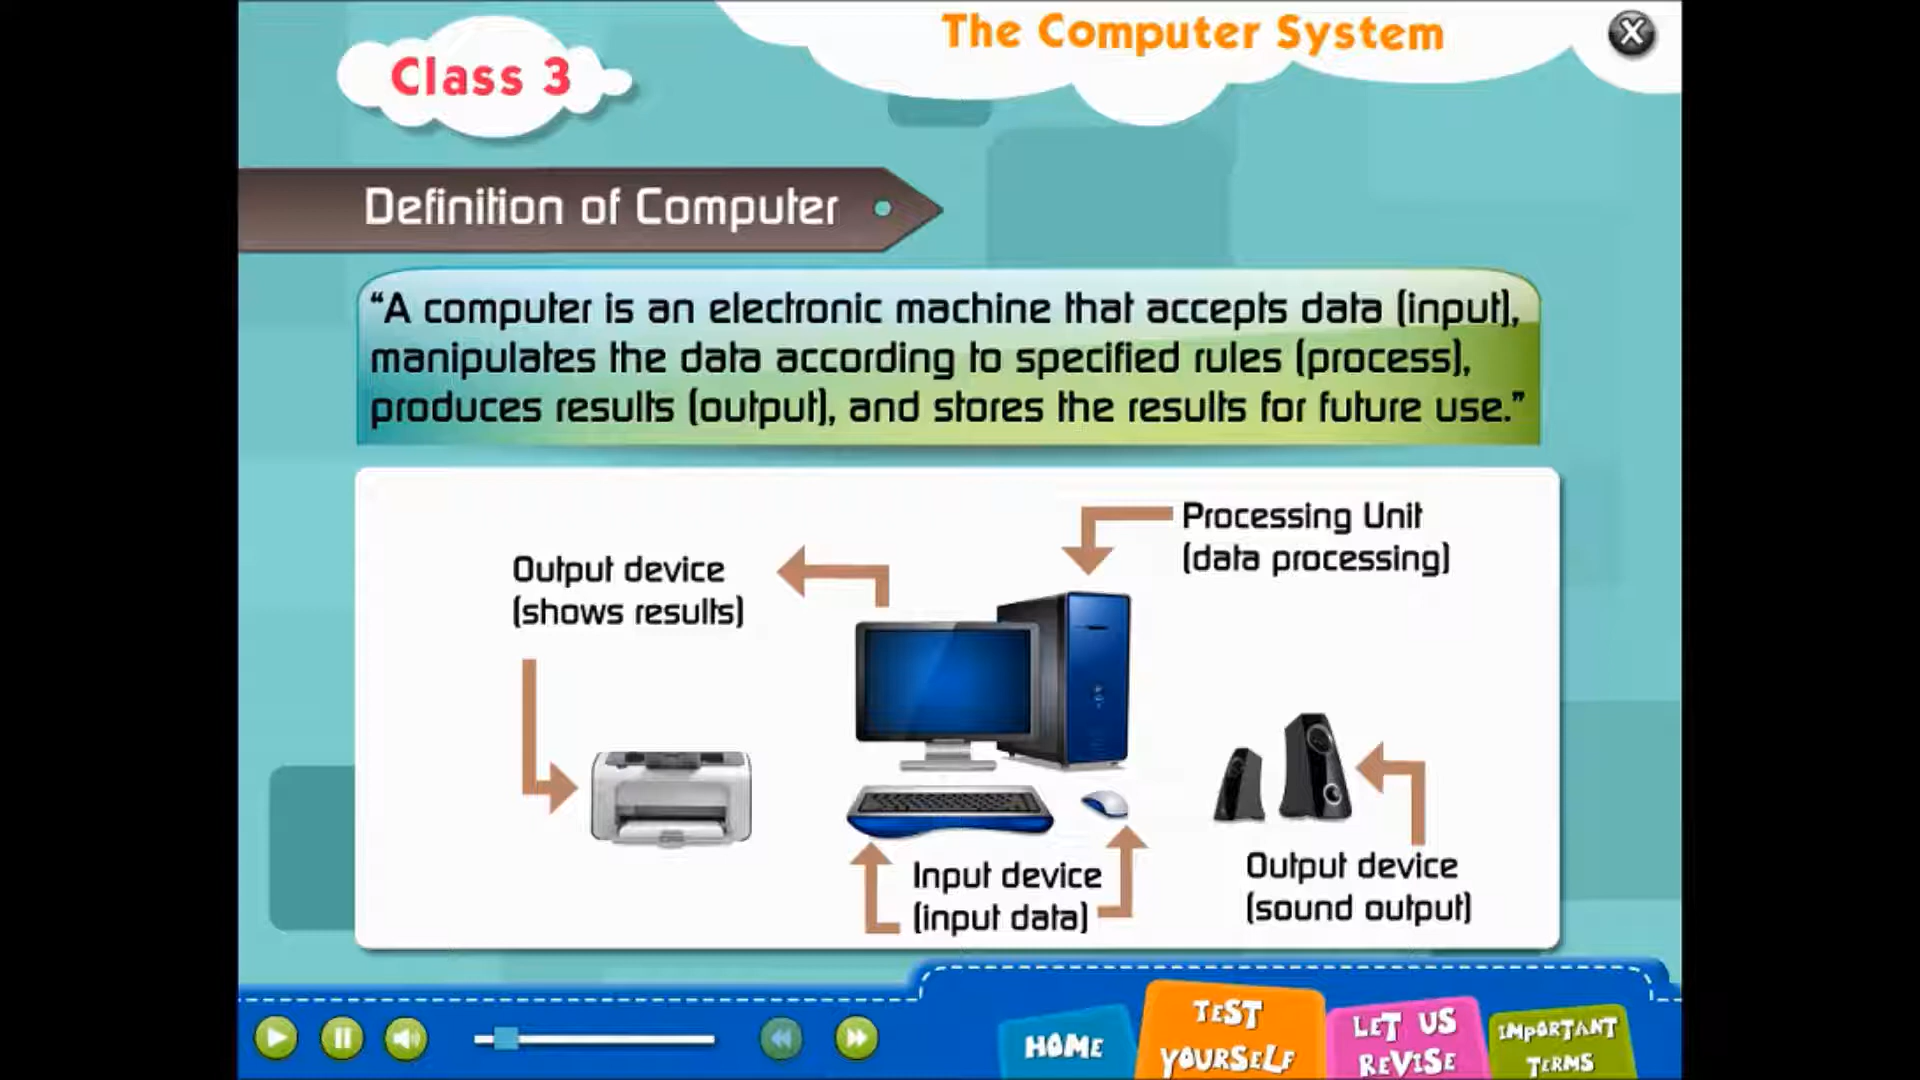 The Computer System
Class 3
Definition of Computer
“A computer is an electronic machine that accepts data (input),
manipulates the data according to specified rules (process),
produces results (output), and stores the results for future use.”
Processing Unit
(data processing)
Output device
(shows results)
Input device
(input data)
Output device
(sound output)
HOME
TEST
YOURSELF
LET US
REVISE
IMPORTANT
TERMS